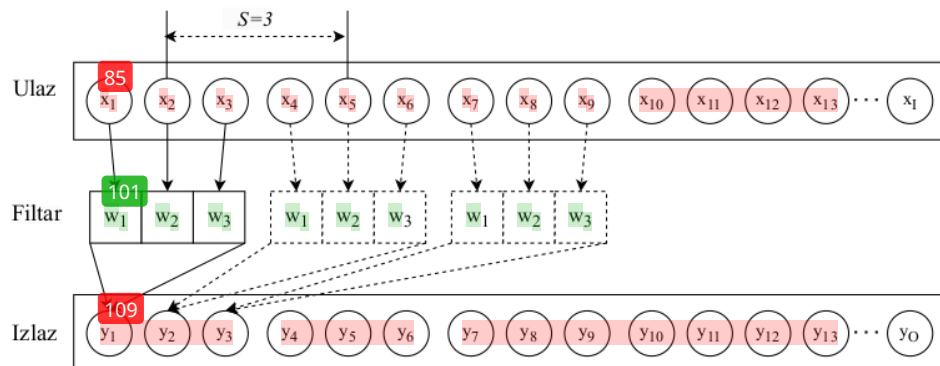 S=3
85
Ulaz x₁ x₂ x₃ x₄ x₅ x₆ x₇ x₈ x₉ x₁₀ x₁₁ x₁₂ x₁₃ ··· x_I
101
Filtar w₁ w₂ w₃ w₁ w₂ w₃ w₁ w₂ w₃
109
Izlaz y₁ y₂ y₃ y₄ y₅ y₆ y₇ y₈ y₉ y₁₀ y₁₁ y₁₂ y₁₃ ··· y_O